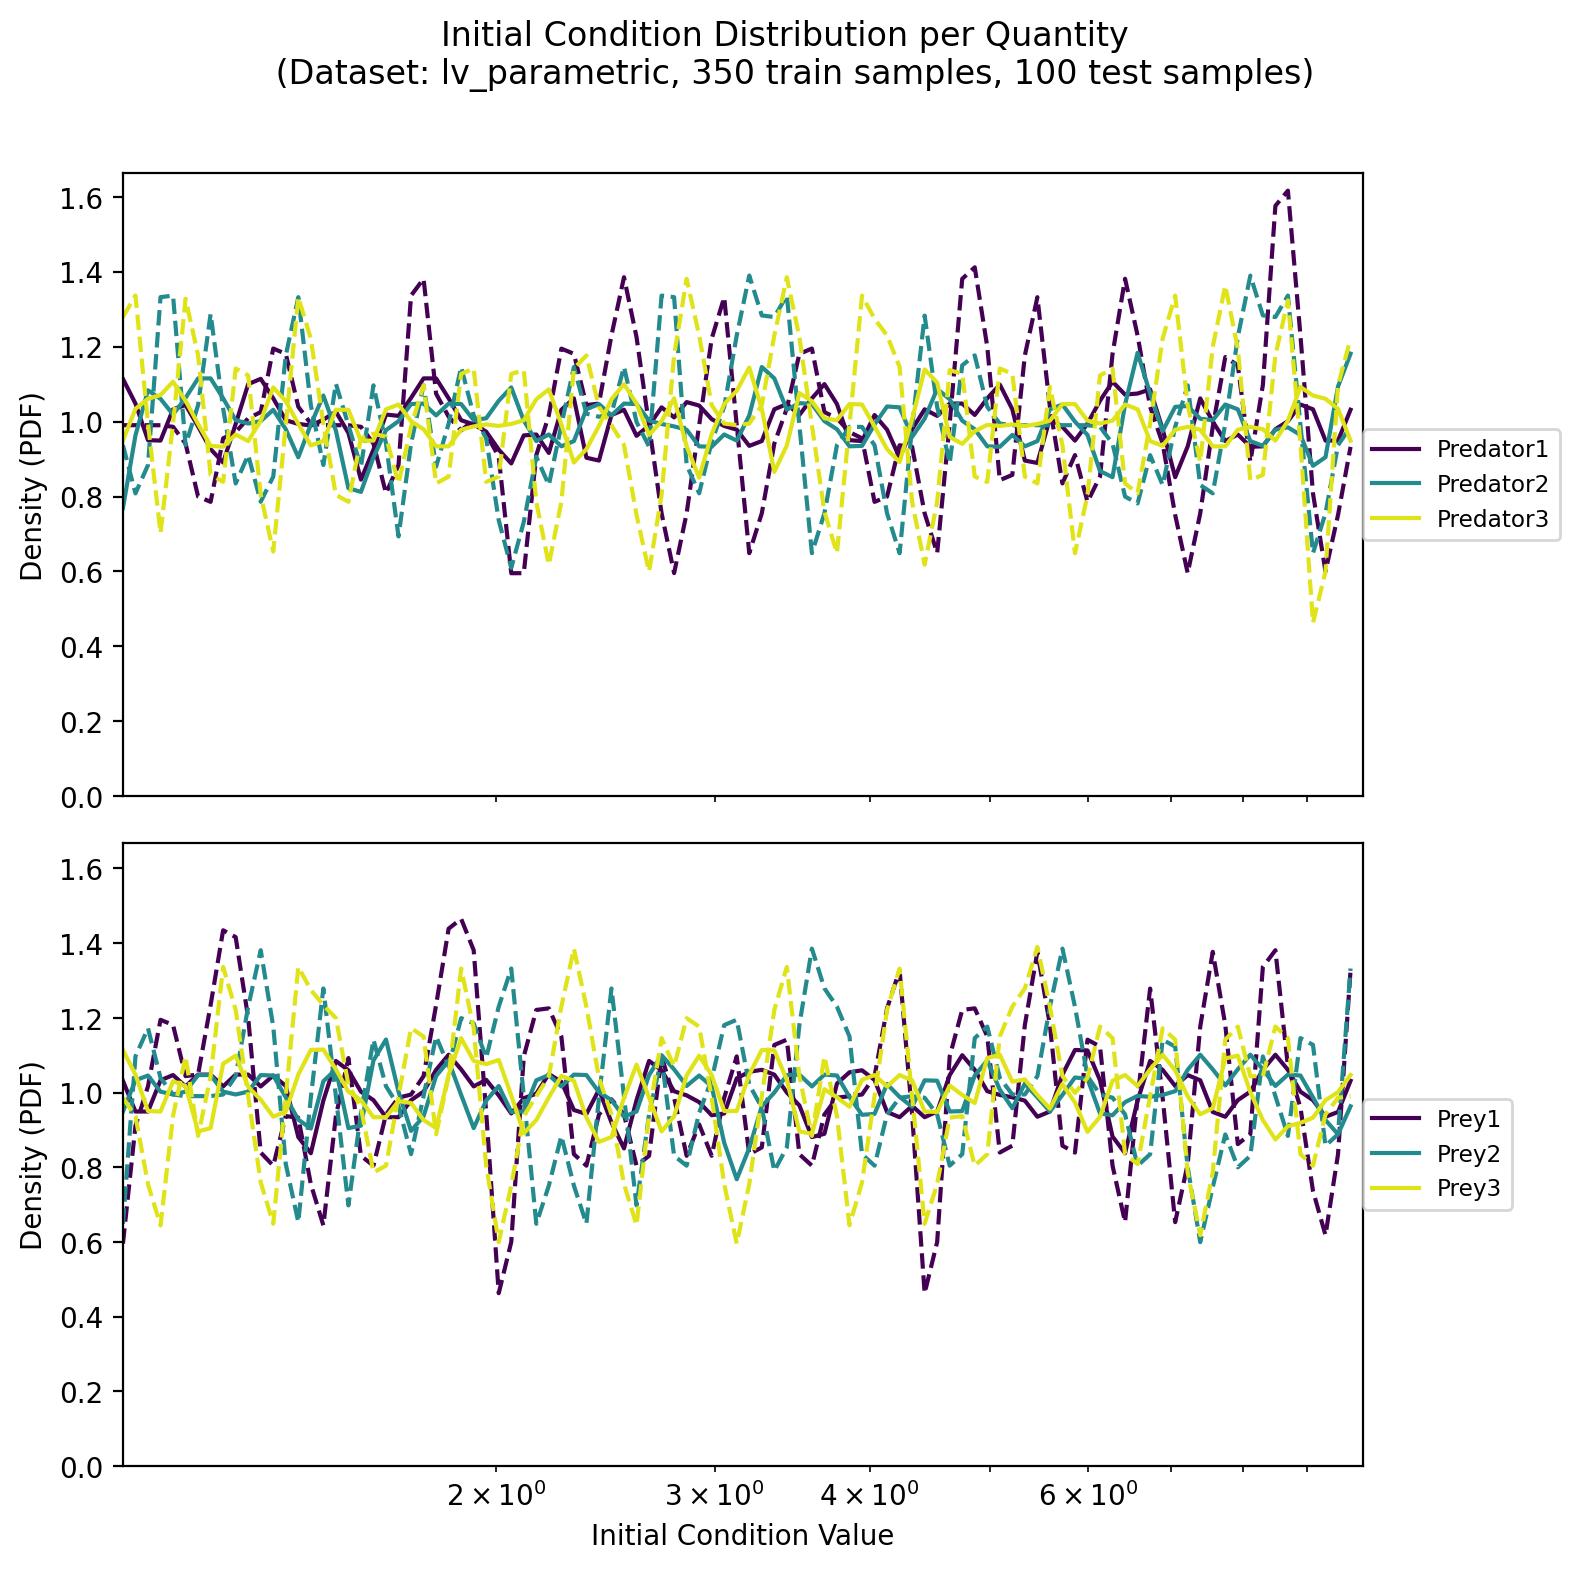 Initial Condition Distribution per Quantity
(Dataset: lv_parametric, 350 train samples, 100 test samples)
Density (PDF)
1.6
1.4
1.2
1.0
0.8
0.6
0.4
0.2
0.0
Predator1
Predator2
Predator3
Density (PDF)
1.6
1.4
1.2
1.0
0.8
0.6
0.4
0.2
0.0
Prey1
Prey2
Prey3
2 × 10⁰ 3 × 10⁰ 4 × 10⁰ 6 × 10⁰
Initial Condition Value